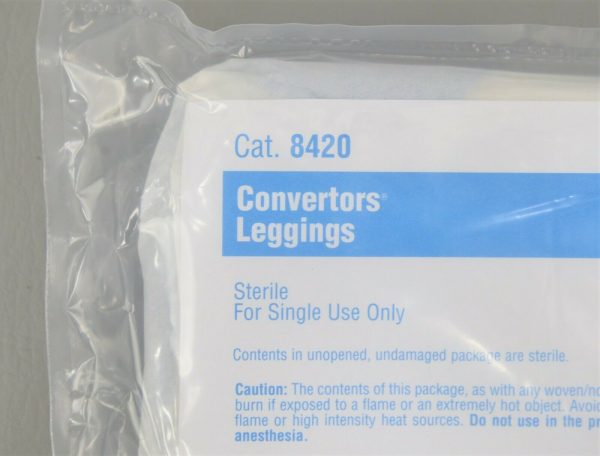 Cat. 8420
Convertors®
Leggings
Sterile
For Single Use Only
Contents in unopened, undamaged package are sterile.
Caution: The contents of this package, as with any woven/no
burn if exposed to a flame or an extremely hot object. Avoi
flame or high intensity heat sources. Do not use in the pr
anesthesia.